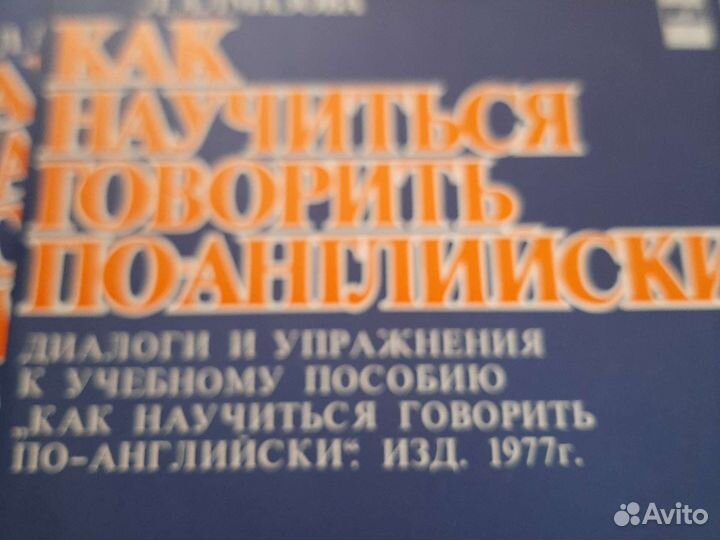 КАК
НАУЧИТЬСЯ
ГОВОРИТЬ
ПО-АНГЛИЙСКИ
ДИАЛОГИ И УПРАЖНЕНИЯ
К УЧЕБНОМУ ПОСОБИЮ
„КАК НАУЧИТЬСЯ ГОВОРИТЬ
ПО-АНГЛИЙСКИ“. ИЗД. 1977г.
Avito